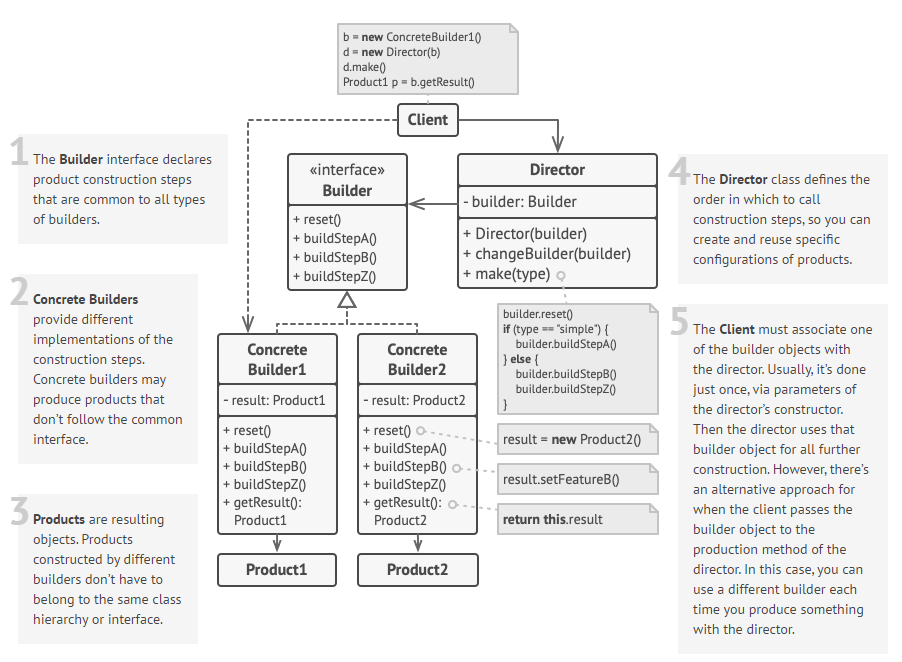 b = new ConcreteBuilder1()
d = new Director(b)
d.make()
Product1 p = b.getResult()
Client
1
The Builder interface declares
product construction steps
that are common to all types
of builders.
«interface»
Builder
+ reset()
+ buildStepA()
+ buildStepB()
+ buildStepZ()
Director
- builder: Builder
+ Director(builder)
+ changeBuilder(builder)
+ make(type)
4
The Director class defines the
order in which to call
construction steps, so you can
create and reuse specific
configurations of products.
2
Concrete Builders
provide different
implementations of the
construction steps.
Concrete builders may
produce products that
don't follow the common
interface.
Concrete
Builder1
- result: Product1
+ reset()
+ buildStepA()
+ buildStepB()
+ buildStepZ()
+ getResult():
Product1
Concrete
Builder2
- result: Product2
+ reset()
+ buildStepA()
+ buildStepB()
+ buildStepZ()
+ getResult():
Product2
builder.reset()
if (type == "simple") {
builder.buildStepA()
} else {
builder.buildStepB()
builder.buildStepZ()
}
result = new Product2()
result.setFeatureB()
return this.result
5
The Client must associate one
of the builder objects with
the director. Usually, it's done
just once, via parameters of
the director's constructor.
Then the director uses that
builder object for all further
construction. However, there's
an alternative approach for
when the client passes the
builder object to the
production method of the
director. In this case, you can
use a different builder each
time you produce something
with the director.
3
Products are resulting
objects. Products
constructed by different
builders don't have to
belong to the same class
hierarchy or interface.
Product1
Product2